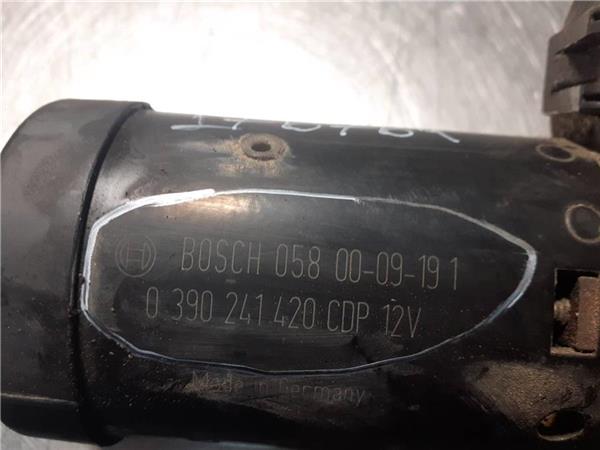 BOSCH 058 00-09-19 1
0 390 241 420 CDP 12V
Made in Germany